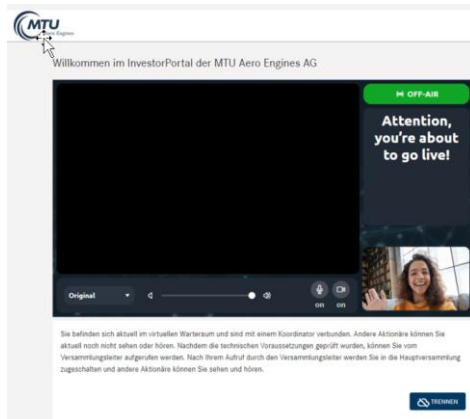 MTU
Aero Engines
Willkommen im InvestorPortal der MTU Aero Engines AG
OFF-AIR
Attention,
you're about
to go live!
Original
on on
Sie befinden sich aktuell im virtuellen Warteraum und sind mit einem Koordinator verbunden. Andere Aktionäre können Sie
aktuell noch nicht sehen oder hören. Nachdem die technischen Voraussetzungen geprüft wurden, können Sie vom
Versammlungsleiter aufgerufen werden. Nach Ihrem Aufruf durch den Versammlungsleiter werden Sie in die Hauptversammlung
zugeschalten und andere Aktionäre können Sie sehen und hören.
TRENNEN